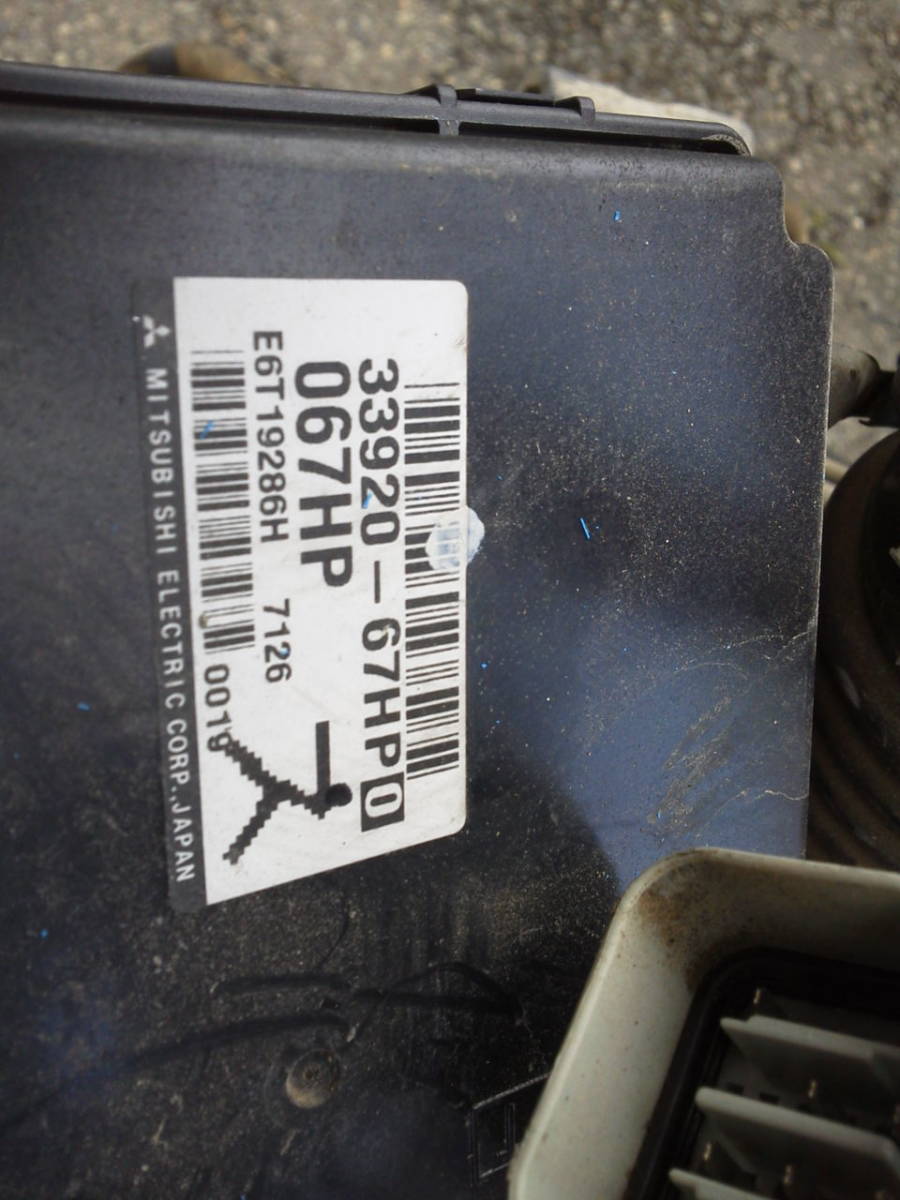 33920-67HP0
067HP
E6T19286H 7126
0019
MITSUBISHI ELECTRIC CORP., JAPAN